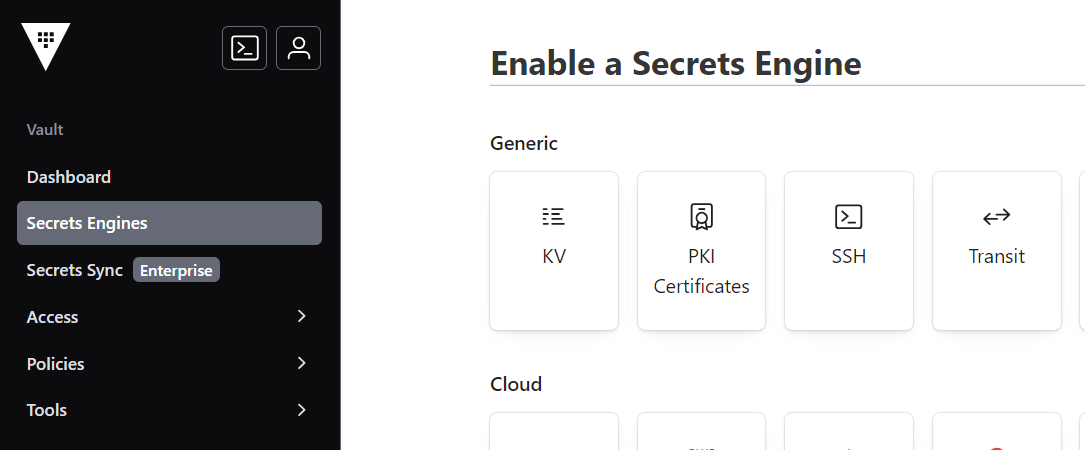 Vault
Dashboard
Secrets Engines
Secrets Sync Enterprise
Access
Policies
Tools
Enable a Secrets Engine
Generic
KV
PKI
Certificates
SSH
Transit
Cloud